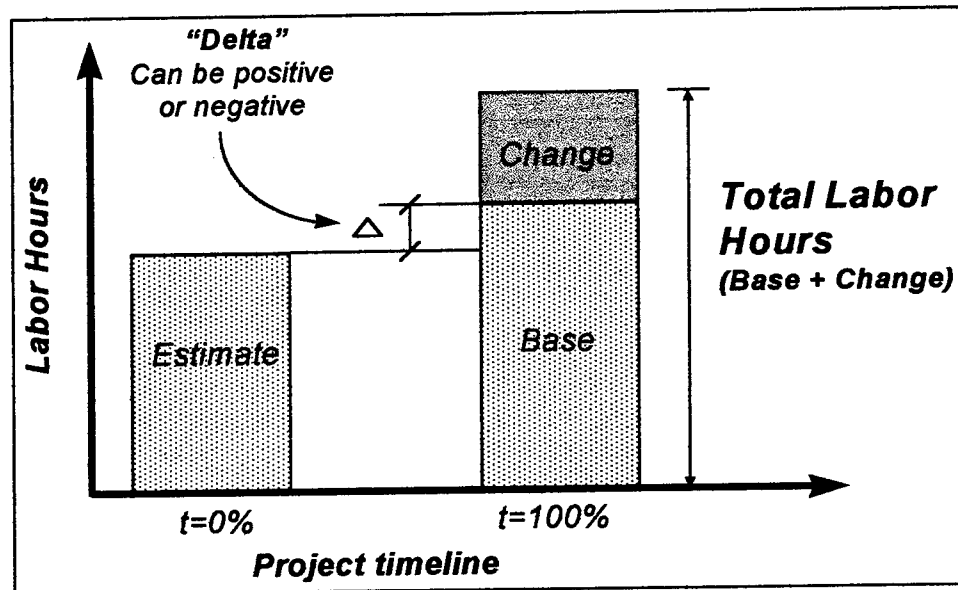 “Delta”
Can be positive
or negative
Change
Total Labor
Hours
(Base + Change)
△
Labor Hours
Estimate
Base
t=0%
t=100%
Project timeline